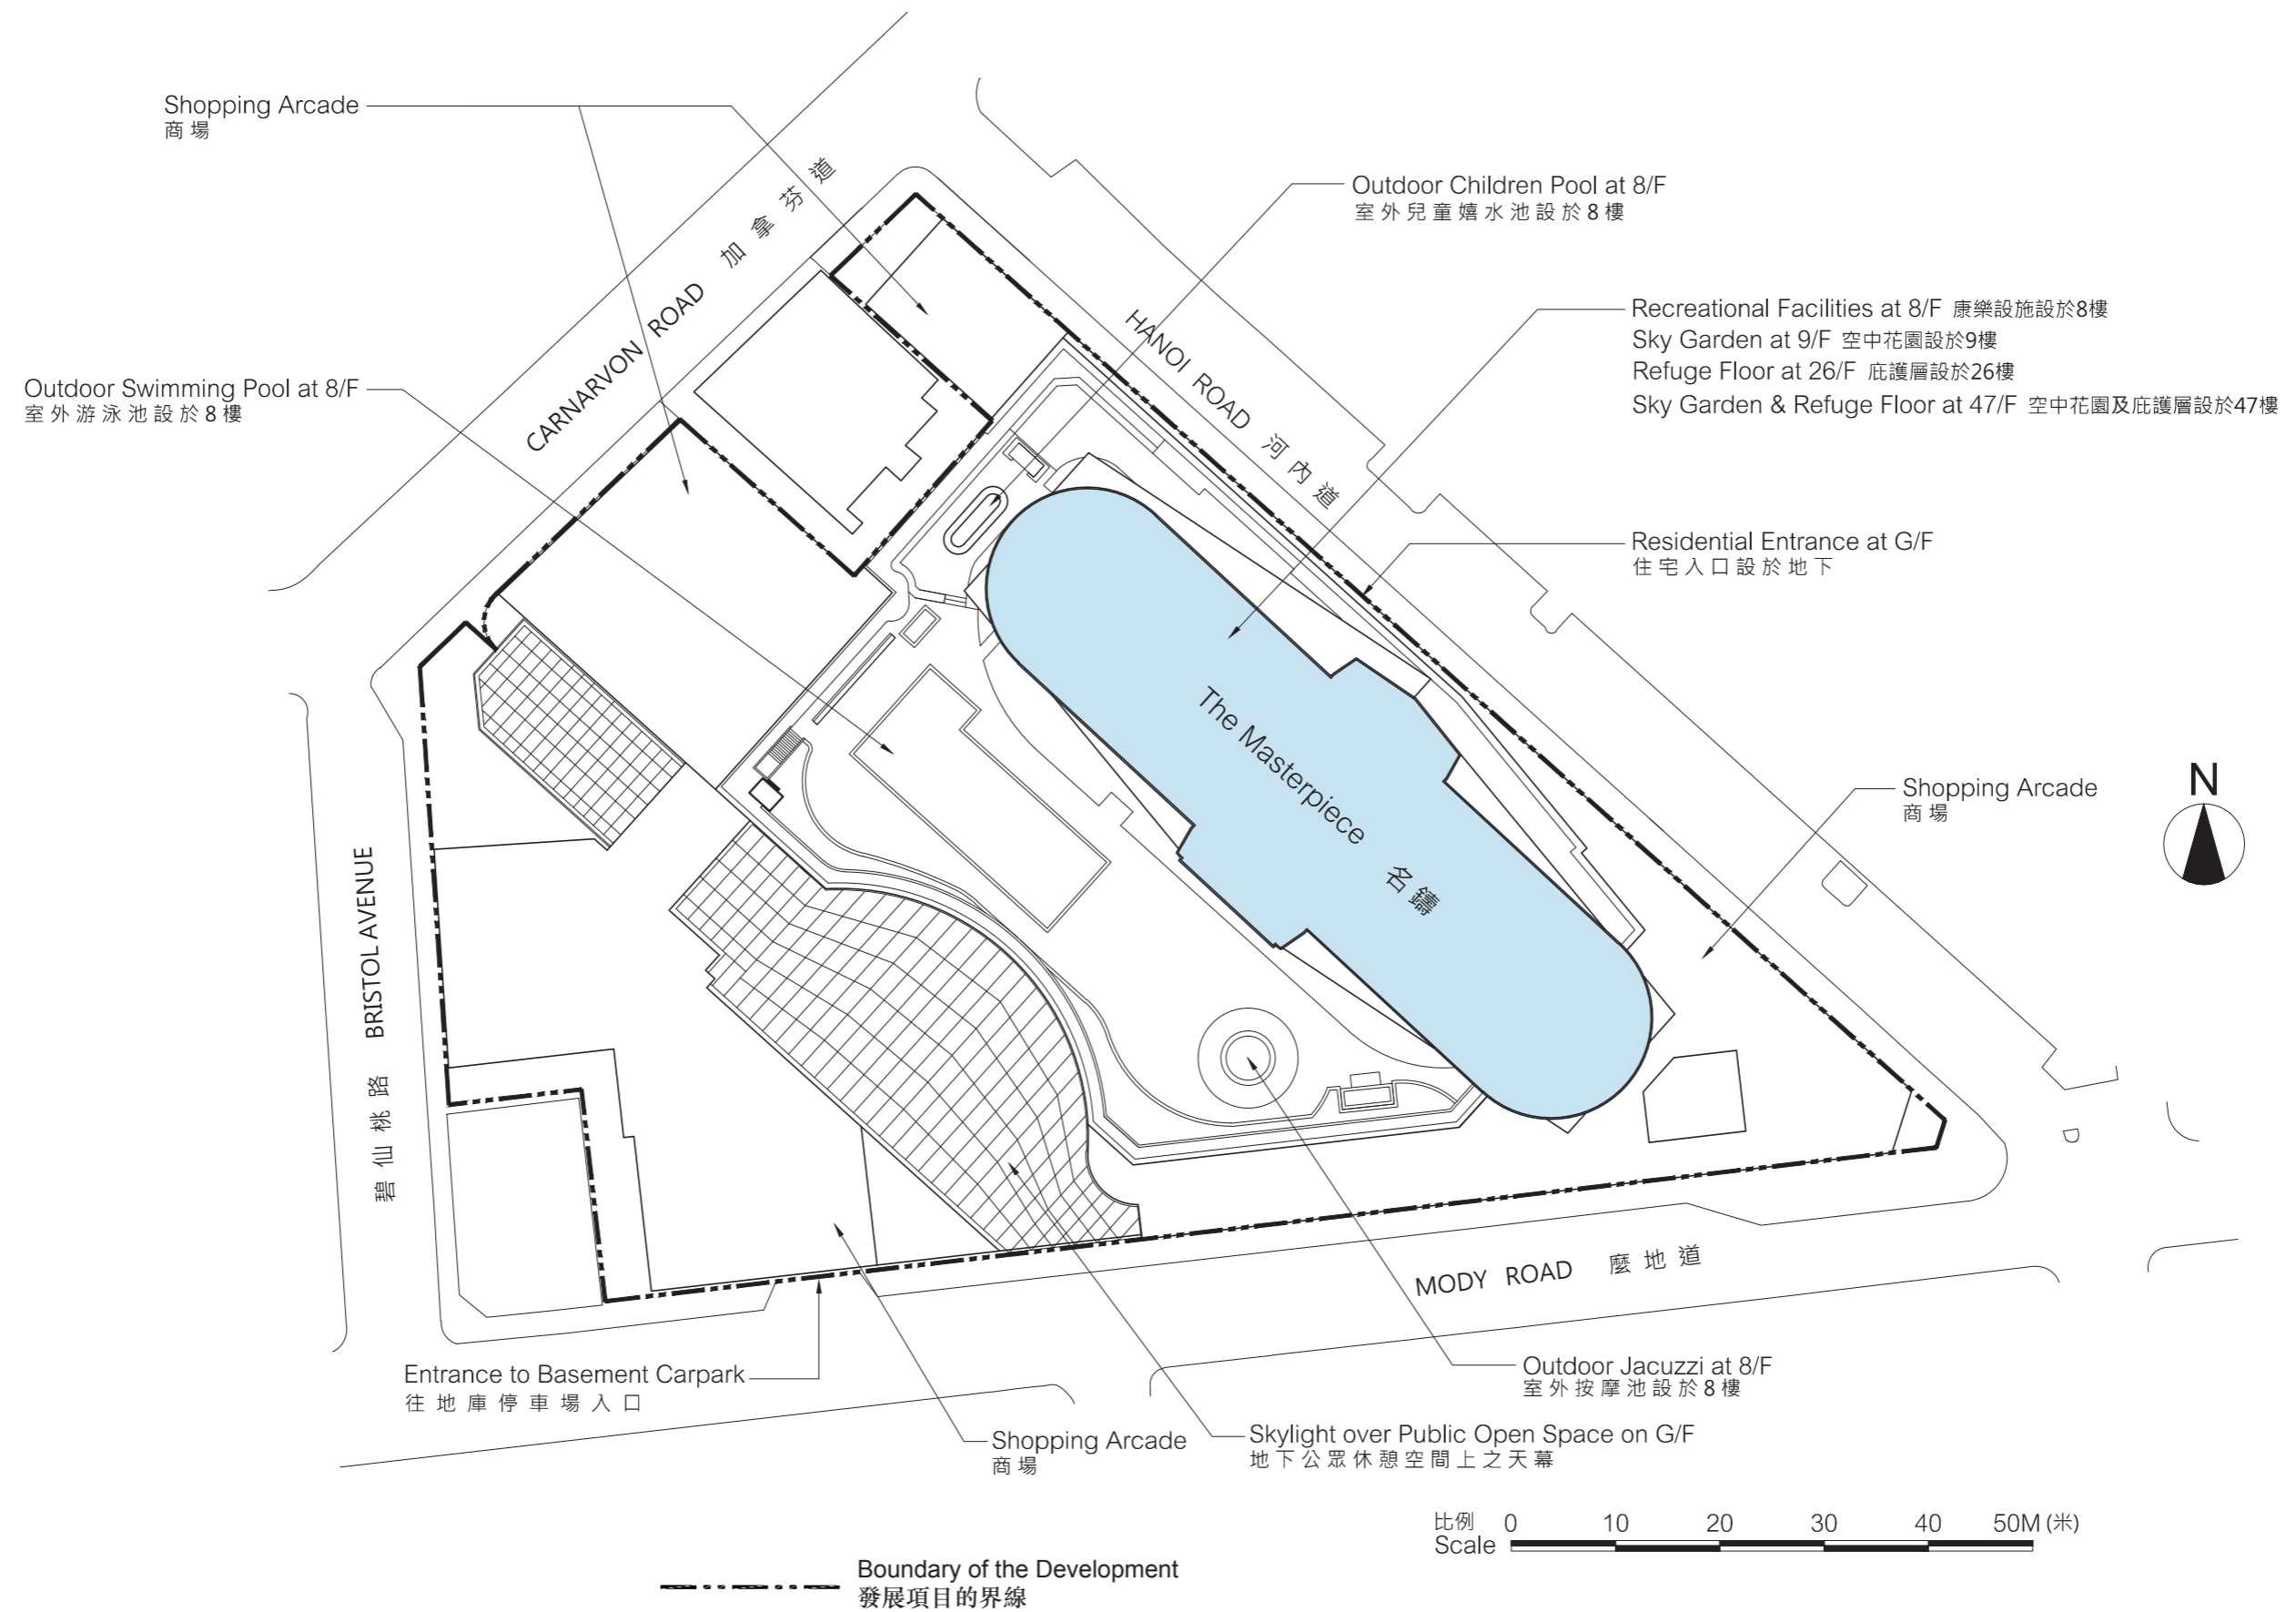 Shopping Arcade
商場
CARNARVON ROAD 加拿芬道
Outdoor Children Pool at 8/F
室外兒童嬉水池設於8樓
Recreational Facilities at 8/F 康樂設施設於8樓
Sky Garden at 9/F 空中花園設於9樓
Refuge Floor at 26/F 庇護層設於26樓
Sky Garden & Refuge Floor at 47/F 空中花園及庇護層設於47樓
Outdoor Swimming Pool at 8/F
室外游泳池設於8樓
HANOI ROAD 河內道
Residential Entrance at G/F
住宅入口設於地下
The Masterpiece 名鑄
Shopping Arcade
商場
N
BRISTOL AVENUE
碧仙桃路
MODY ROAD 麼地道
Entrance to Basement Carpark
往地庫停車場入口
Outdoor Jacuzzi at 8/F
室外按摩池設於8樓
Shopping Arcade
商場
Skylight over Public Open Space on G/F
地下公眾休憩空間上之天幕
比例 0 10 20 30 40 50M (米)
Scale
Boundary of the Development
發展項目的界線